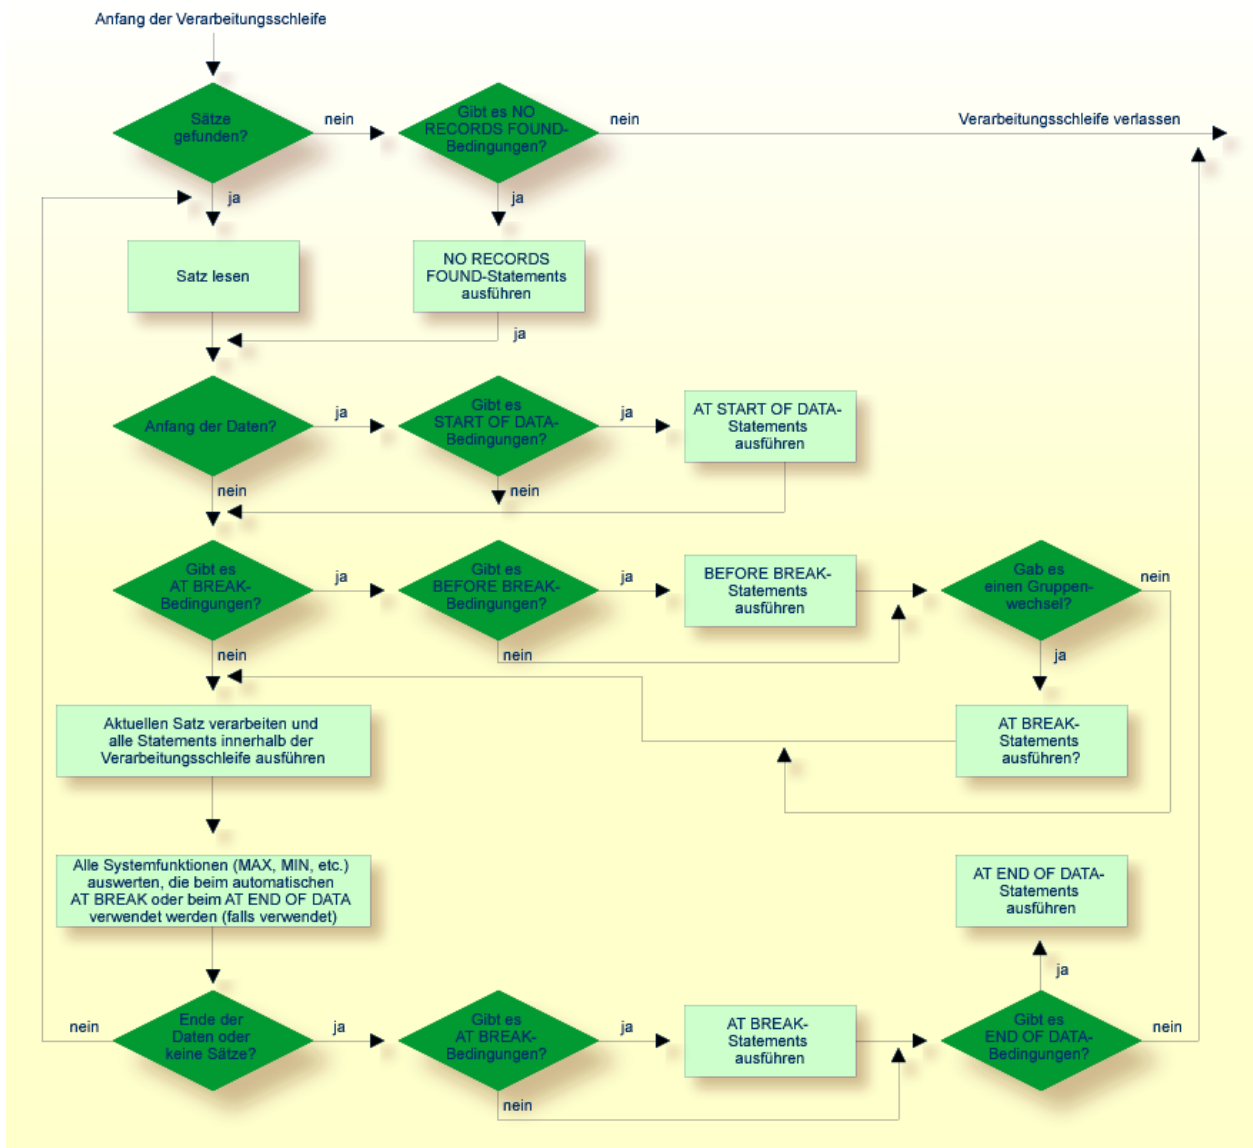 Anfang der Verarbeitungsschleife
Sätze
gefunden?
nein
Gibt es NO
RECORDS FOUND-
Bedingungen?
nein
Verarbeitungsschleife verlassen
ja
ja
Satz lesen
NO RECORDS
FOUND-Statements
ausführen
ja
Anfang der Daten?
ja
Gibt es
START OF DATA-
Bedingungen?
ja
AT START OF DATA-
Statements
ausführen
nein
nein
Gibt es
AT BREAK-
Bedingungen?
ja
Gibt es
BEFORE BREAK-
Bedingungen?
ja
BEFORE BREAK-
Statements
ausführen
Gab es
einen Gruppen-
wechsel?
nein
nein
nein
ja
Aktuellen Satz verarbeiten und
alle Statements innerhalb der
Verarbeitungsschleife ausführen
AT BREAK-
Statements
ausführen?
Alle Systemfunktionen (MAX, MIN, etc.)
auswerten, die beim automatischen
AT BREAK oder beim AT END OF DATA
verwendet werden (falls verwendet)
AT END OF DATA-
Statements
ausführen
ja
nein
Ende der
Daten oder
keine Sätze?
ja
Gibt es
AT BREAK-
Bedingungen?
ja
AT BREAK-
Statements
ausführen
Gibt es
END OF DATA-
Bedingungen?
nein
nein